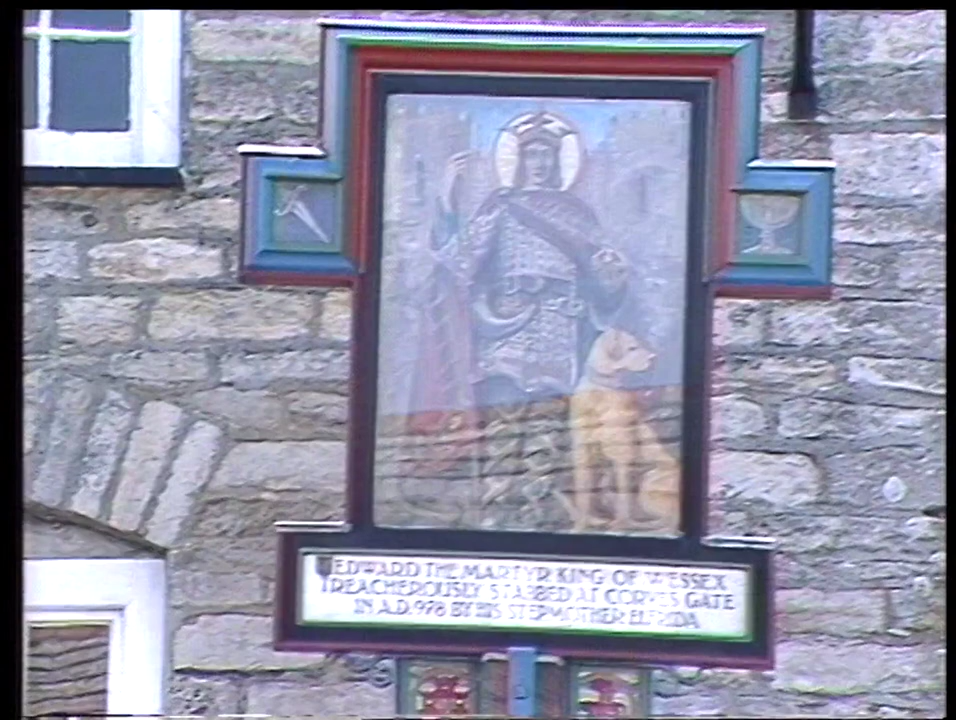 EDWARD THE MARTYR KING OF WESSEX
TREACHEROUSLY STABBED AT CORVES GATE
IN A.D. 978 BY HIS STEPMOTHER ELFRIDA